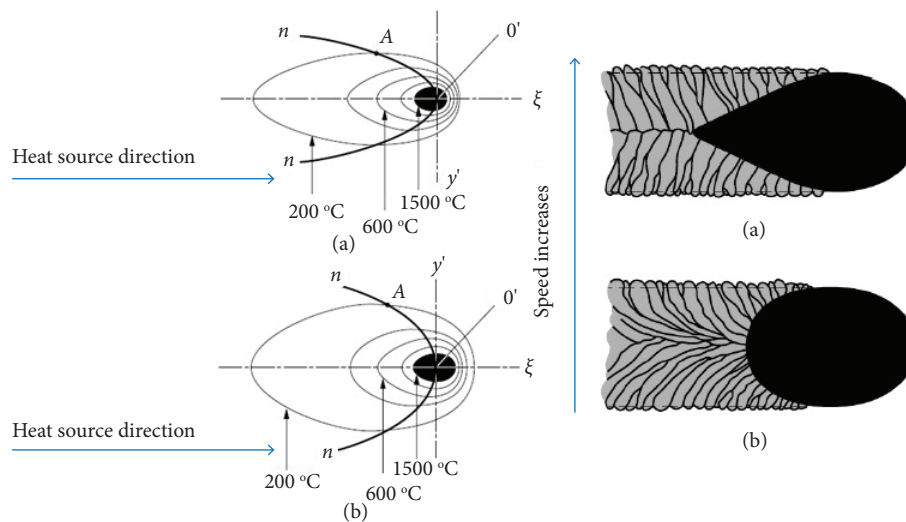 n
A
0'
ξ
Heat source direction
n
y'
200 °C
600 °C
1500 °C
(a)
n
y'
A
0'
ξ
Heat source direction
n
200 °C
600 °C
1500 °C
(b)
Speed increases
(a)
(b)